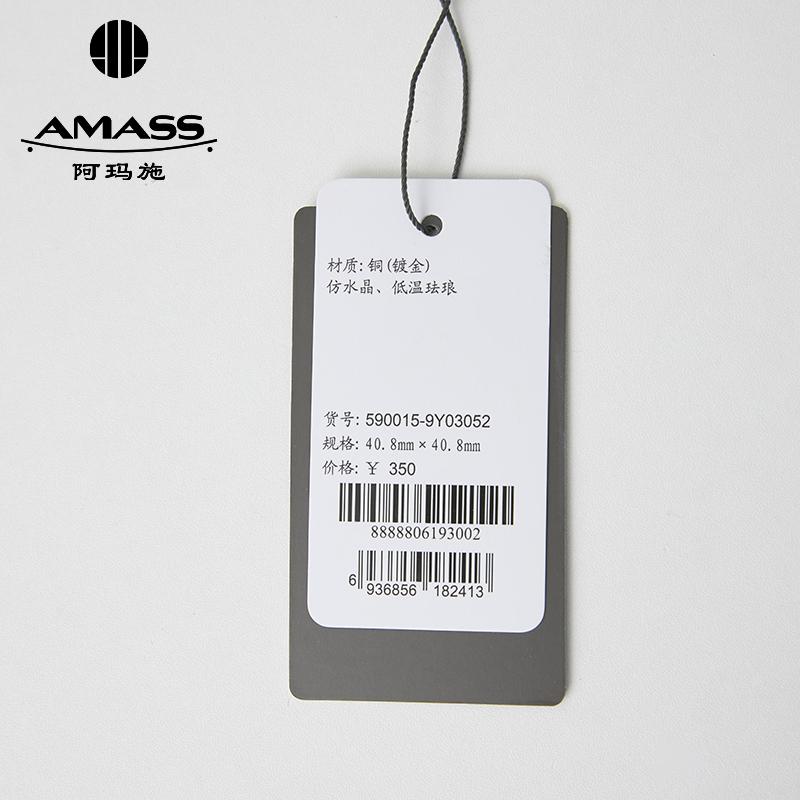 AMASS
阿玛施
材质: 铜(镀金)
仿水晶、低温珐琅
货号: 590015-9Y03052
规格: 40.8mm×40.8mm
价格: ¥ 350
8888806193002
6 936856 182413